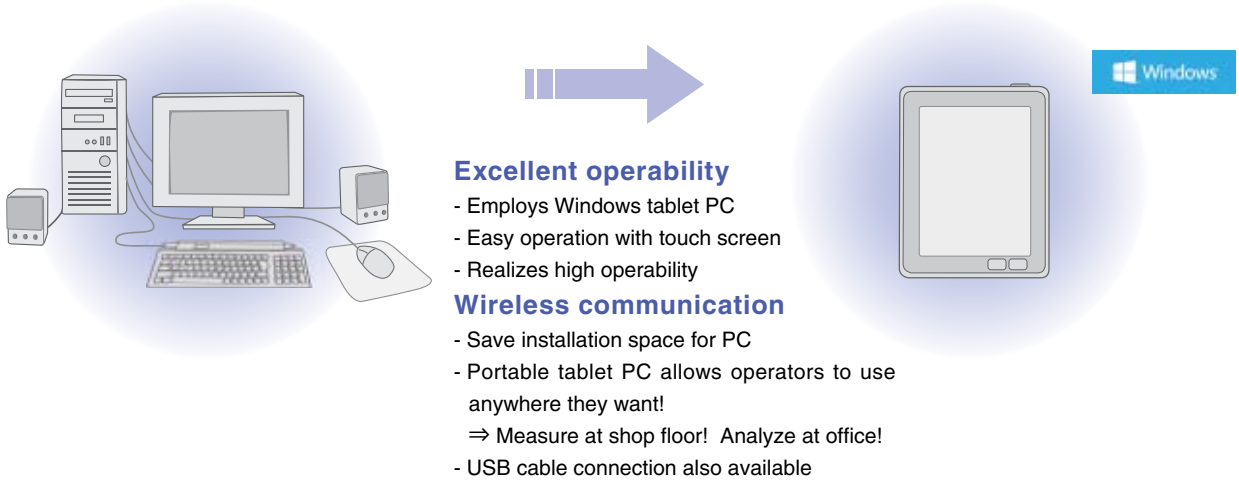 Windows
Excellent operability
- Employs Windows tablet PC
- Easy operation with touch screen
- Realizes high operability
Wireless communication
- Save installation space for PC
- Portable tablet PC allows operators to use
anywhere they want!
⇒ Measure at shop floor! Analyze at office!
- USB cable connection also available